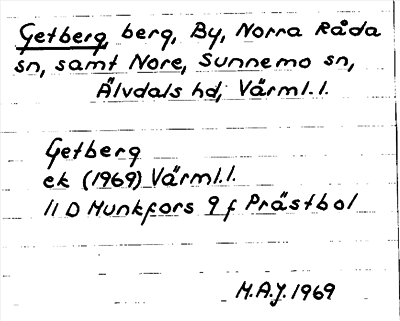 Getberg, berg, By, Norra Råda
sn, samt Nore, Sunnemo sn,
Älvdals hd, Värml.l.
Getberg
ek (1969) Värml.l.
11 D Munkfors 9 f Prästbol
M.A.J. 1969